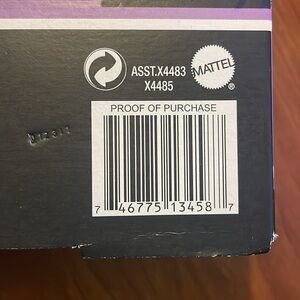 ASST.X4483
X4485
MATTEL
®
PROOF OF PURCHASE
7 46775 13458 7